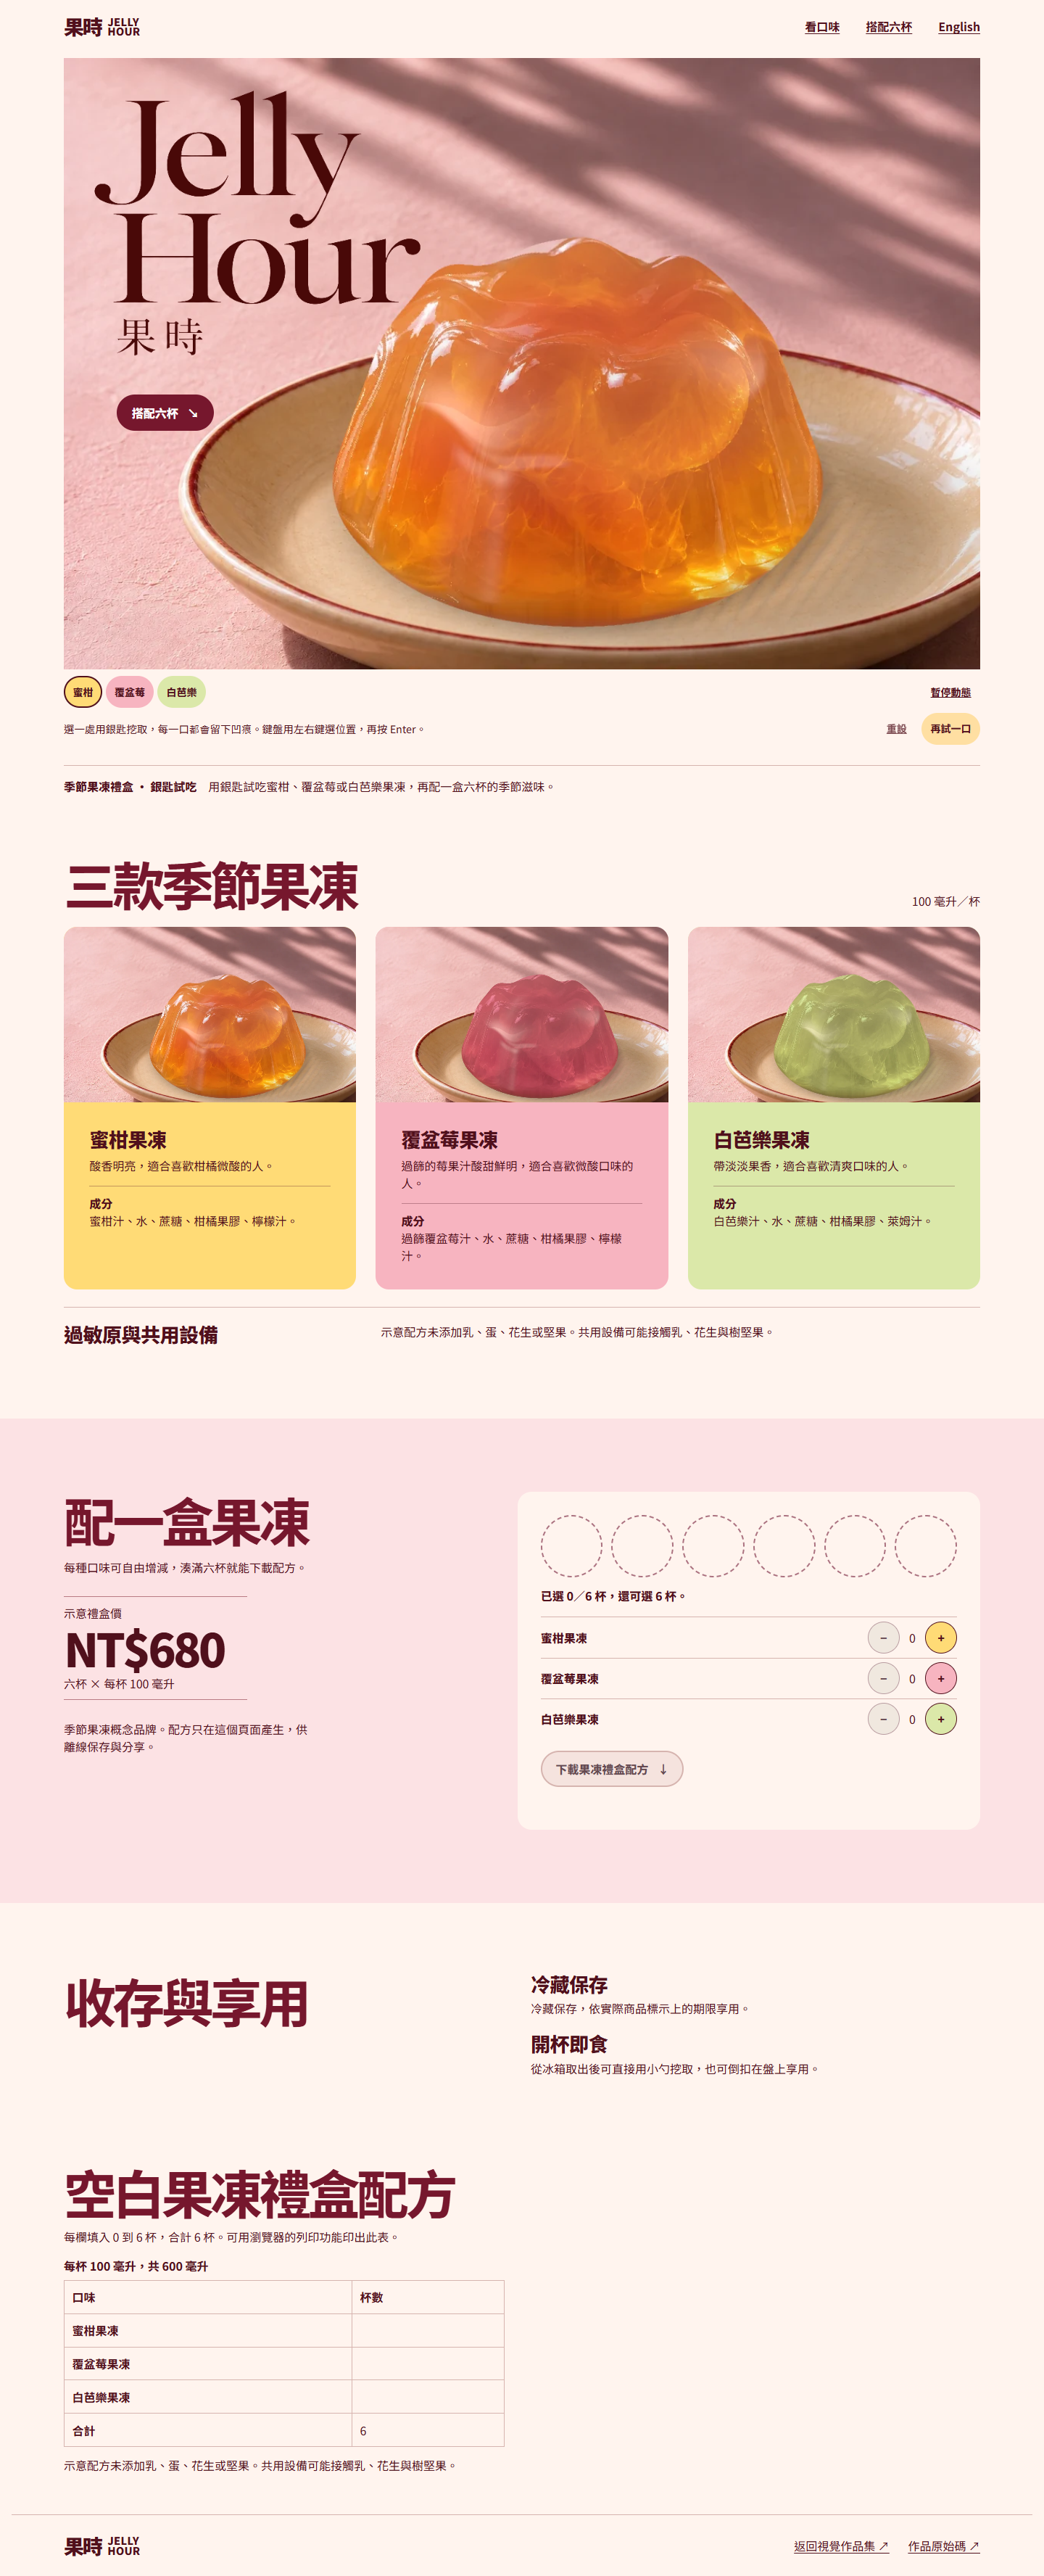 果時 JELLY HOUR
看口味 搭配六杯 English
Jelly
Hour
果時
搭配六杯 ↘
蜜柑 覆盆莓 白芭樂 暫停動態
選一處用銀匙挖取，每一口都會留下凹痕。鍵盤用左右鍵選位置，再按 Enter。 重設 再試一口
季節果凍禮盒 · 銀匙試吃 用銀匙試吃蜜柑、覆盆莓或白芭樂果凍，再配一盒六杯的季節滋味。
三款季節果凍
100 毫升／杯
蜜柑果凍
酸香明亮，適合喜歡柑橘微酸的人。
成分
蜜柑汁、水、蔗糖、柑橘果膠、檸檬汁。
覆盆莓果凍
過篩的莓果汁酸甜鮮明，適合喜歡微酸口味的
人。
成分
過篩覆盆莓汁、水、蔗糖、柑橘果膠、檸檬
汁。
白芭樂果凍
帶淡淡果香，適合喜歡清爽口味的人。
成分
白芭樂汁、水、蔗糖、柑橘果膠、萊姆汁。
過敏原與共用設備
示意配方未添加乳、蛋、花生或堅果。共用設備可能接觸乳、花生與樹堅果。
配一盒果凍
每種口味可自由增減，湊滿六杯就能下載配方。
示意禮盒價
NT$680
六杯 × 每杯 100 毫升
季節果凍概念品牌。配方只在這個頁面產生，供
離線保存與分享。
已選 0／6 杯，還可選 6 杯。
蜜柑果凍 − 0 +
覆盆莓果凍 − 0 +
白芭樂果凍 − 0 +
下載果凍禮盒配方 ↓
收存與享用
冷藏保存
冷藏保存，依實際商品標示上的期限享用。
開杯即食
從冰箱取出後可直接用小勺挖取，也可倒扣在盤上享用。
空白果凍禮盒配方
每欄填入 0 到 6 杯，合計 6 杯。可用瀏覽器的列印功能印出此表。
每杯 100 毫升，共 600 毫升
口味 杯數
蜜柑果凍
覆盆莓果凍
白芭樂果凍
合計 6
示意配方未添加乳、蛋、花生或堅果。共用設備可能接觸乳、花生與樹堅果。
果時 JELLY HOUR
返回視覺作品集 ↗ 作品原始碼 ↗